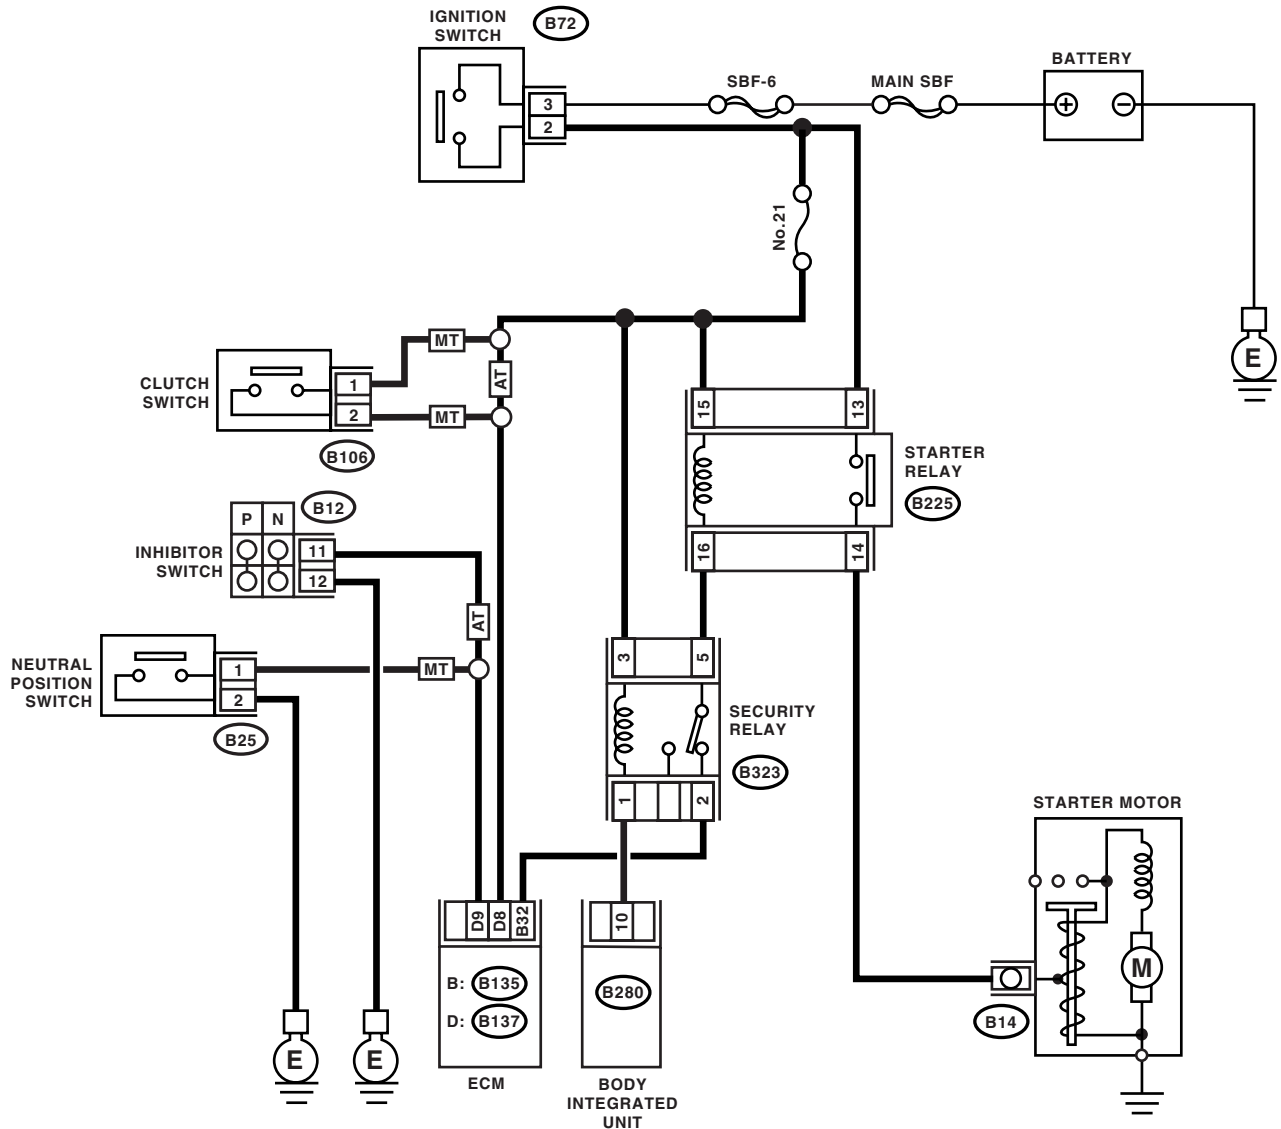 IGNITION
SWITCH
B72
3
2
SBF-6
MAIN SBF
BATTERY
+
−
No.21
E
MT
AT
MT
CLUTCH
SWITCH
1
2
B106
15
13
STARTER
RELAY
B225
16
14
B12
P N
INHIBITOR
SWITCH
11
12
AT
NEUTRAL
POSITION
SWITCH
1
2
MT
B25
3
5
SECURITY
RELAY
B323
1
2
STARTER MOTOR
M
B14
D9
D8
B32
B: B135
D: B137
ECM
10
B280
BODY
INTEGRATED
UNIT
E
E